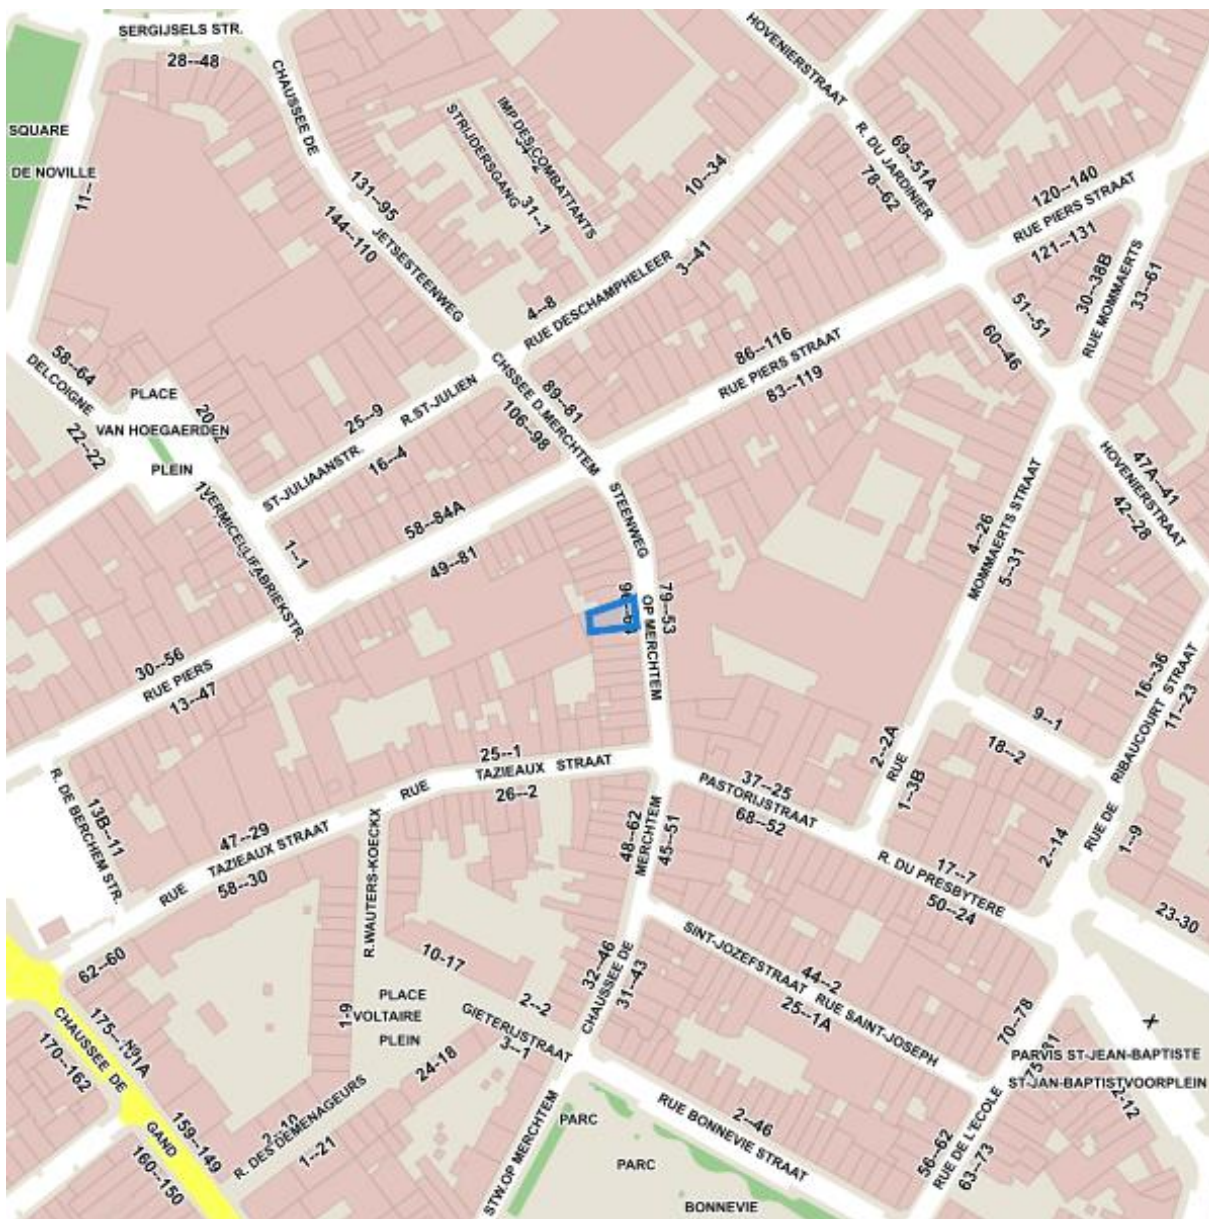 SERGIJSELS STR.
28--48
HOVENIERSTRAAT
CHAUSSEE DE
STRIJDERSGANG
IMP.DES COMBATTANTS
31--1
SQUARE
DE NOVILLE
11--
131--95
144--110
JETSESTEENWEG
10--34
R. DU JARDINIER
69--51A
78--62
120--140
RUE PIERS STRAAT
121--131
30--38B
RUE MOMMAERTS
33--61
51--51
60--46
4--8
RUE DESCHAMPHELEER
3--41
86--116
RUE PIERS STRAAT
83--119
58--64
DELCOIGNE
22--22
PLACE
VAN HOEGAERDEN
PLEIN
25--9
R.ST-JULIEN
ST-JULIAANSTR.
16--4
CHSSEE D.MERCHTEM
89--81
106--98
STEENWEG
OP MERCHTEM
79--53
VERMICELLIFABRIEKSTR.
1--1
58--84A
49--81
HOVENIERSTRAAT
47A--41
42--28
4--26
MOMMAERTS STRAAT
5--31
30--56
RUE PIERS
13--47
16--36
RIBAUCOURT STRAAT
11--23
9--1
18--2
2--2A
RUE
1--3B
25--1
RUE TAZIEAUX STRAAT
26--2
37--25
PASTORIJSTRAAT
68--52
R. DE BERCHEM STR.
13B--11
47--29
RUE TAZIEAUX STRAAT
58--30
R.WAUTERS-KOECKX
48--62
MERCHTEM
45--51
2--14
RUE DE
1--9
17--7
R. DU PRESBYTERE
50--24
23-30
62--60
10-17
32--46
CHAUSSEE DE
31--43
SINT-JOZEFSTRAAT RUE SAINT-JOSEPH
44--2
25--1A
PLACE
VOLTAIRE
PLEIN
1-9
2--2
GIETERIJSTRAAT
3--1
24-18
CHAUSSEE DE GAND
170--162
159--149
160--150
2--10
R. DES DEMENAGEURS
1--21
70--78
PARVIS ST-JEAN-BAPTISTE
ST-JAN-BAPTISTVOORPLEIN
2-12
STW.OP MERCHTEM
PARC
RUE BONNEVIE STRAAT
2--46
56--62
RUE DE L'ECOLE
63--73
PARC
BONNEVIE